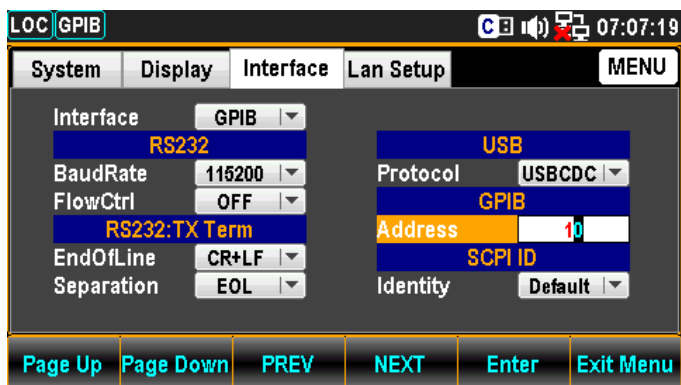 LOC GPIB C 07:07:19
System Display Interface Lan Setup MENU
Interface GPIB
RS232 USB
BaudRate 115200 Protocol USBCDC
FlowCtrl OFF GPIB
RS232:TX Term Address 10
EndOfLine CR+LF SCPI ID
Separation EOL Identity Default
Page Up Page Down PREV NEXT Enter Exit Menu